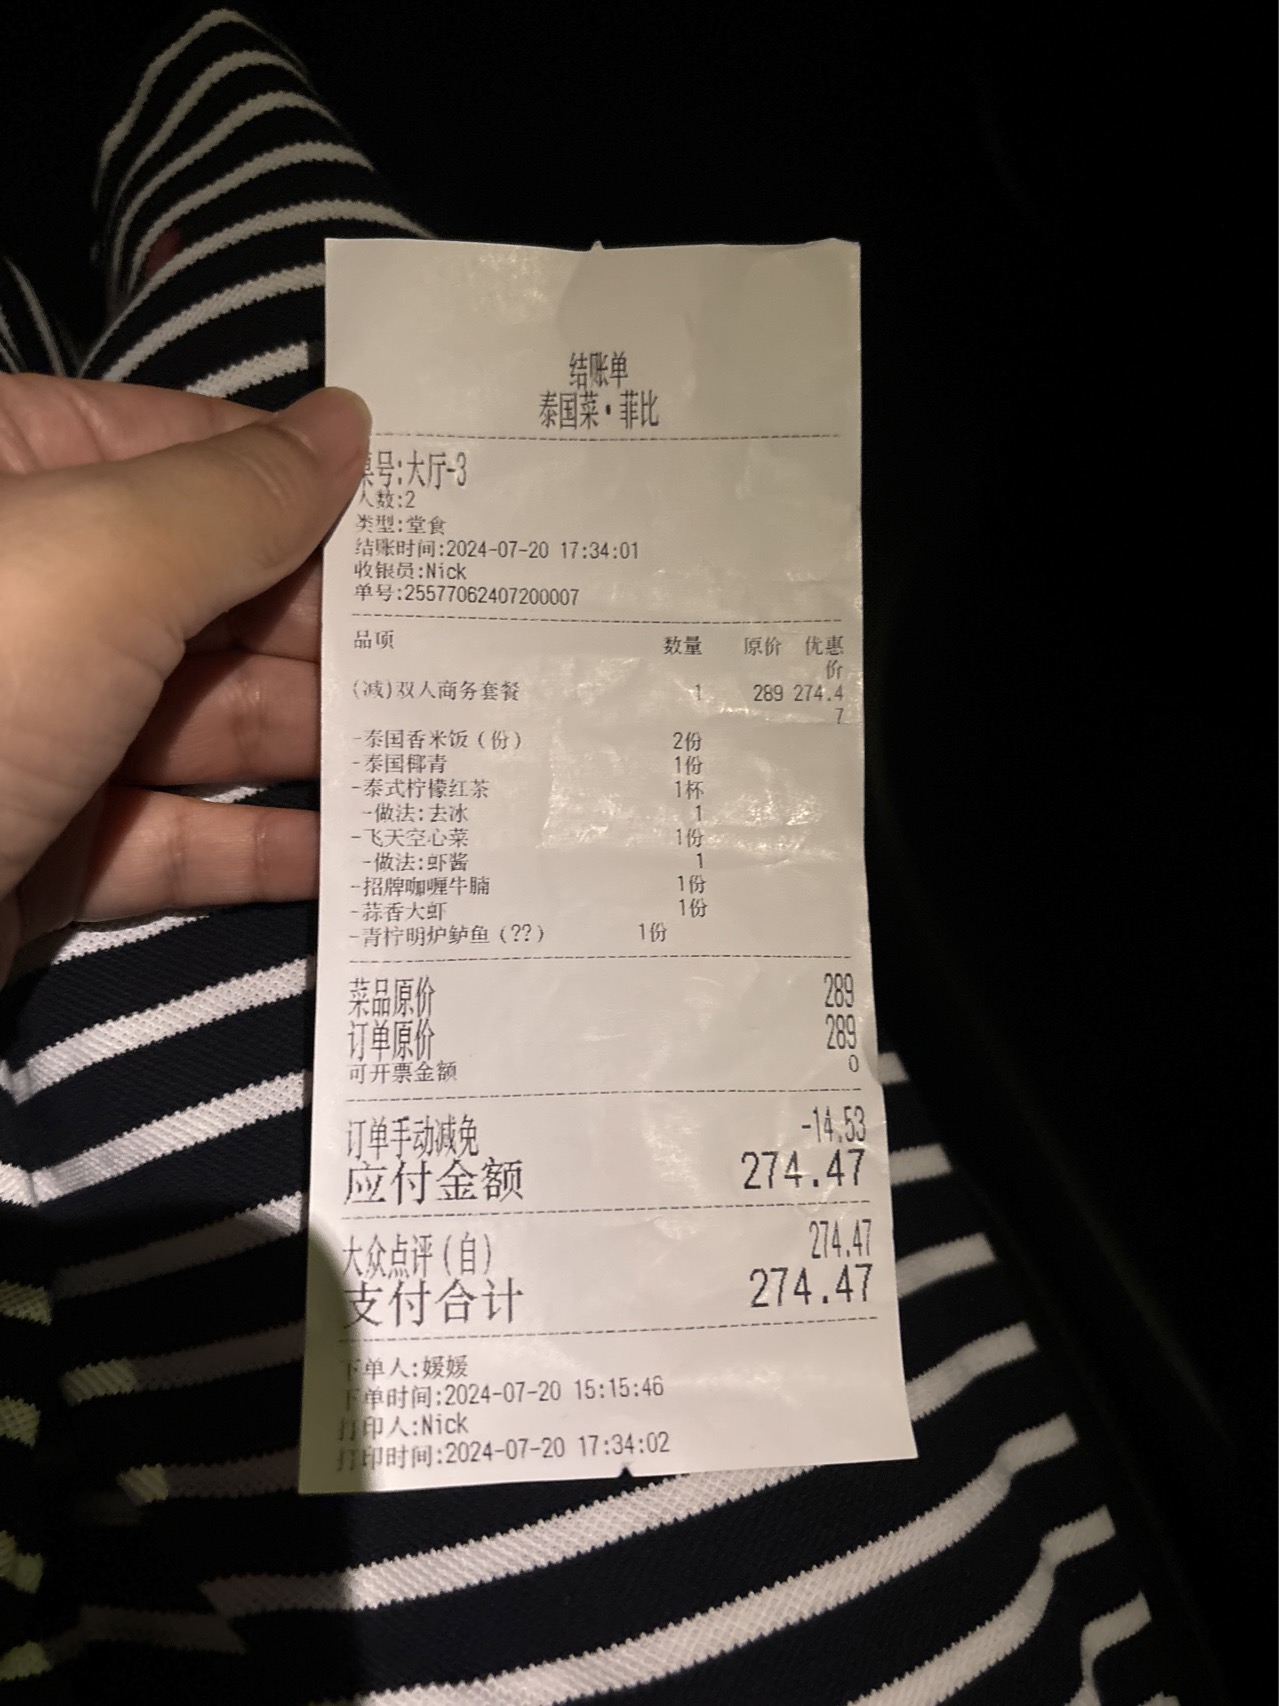 结账单
泰国菜·菲比
桌号:大厅-3
人数:2
类型:堂食
结账时间:2024-07-20 17:34:01
收银员:Nick
单号:25577062407200007
品项 数量 原价 优惠价
(减)双人商务套餐 1 289 274.47
-泰国香米饭(份) 2份
-泰国椰青 1份
-泰式柠檬红茶 1杯
-做法:去冰 1
-飞天空心菜 1份
-做法:虾酱 1
-招牌咖喱牛腩 1份
-蒜香大虾 1份
-青柠明炉鲈鱼(??) 1份
菜品原价 289
订单原价 289
可开票金额 0
订单手动减免 -14.53
应付金额 274.47
大众点评(自) 274.47
支付合计 274.47
下单人:媛媛
下单时间:2024-07-20 15:15:46
打印人:Nick
打印时间:2024-07-20 17:34:02